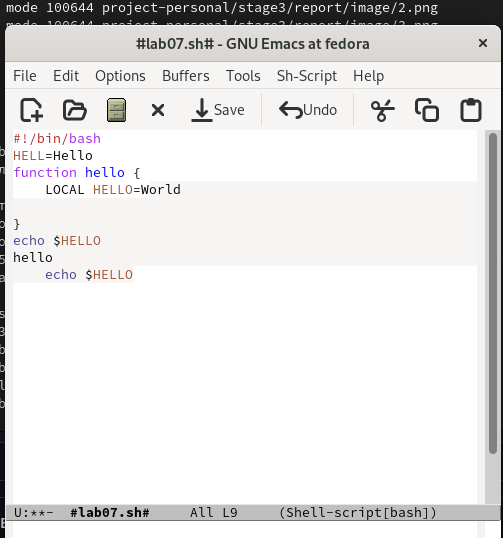 mode 100644 project-personal/stage3/report/image/2.png
#lab07.sh# - GNU Emacs at fedora
File Edit Options Buffers Tools Sh-Script Help
Save Undo
#!/bin/bash
HELL=Hello
function hello {
    LOCAL HELLO=World
}
echo $HELLO
hello
    echo $HELLO
U:**-  #lab07.sh#     All L9     (Shell-script[bash])